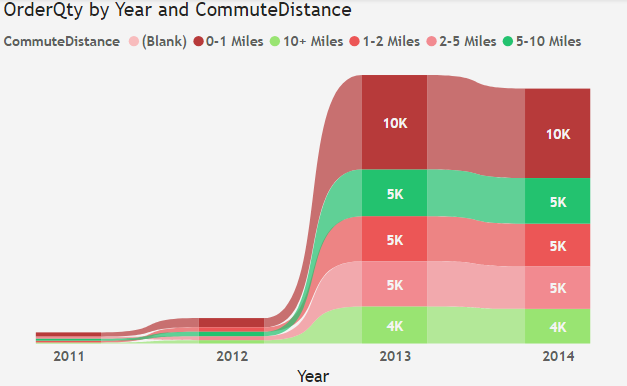 OrderQty by Year and CommuteDistance
CommuteDistance (Blank) 0-1 Miles 10+ Miles 1-2 Miles 2-5 Miles 5-10 Miles
10K 10K
5K 5K
5K 5K
5K 5K
4K 4K
2011 2012 2013 2014
Year